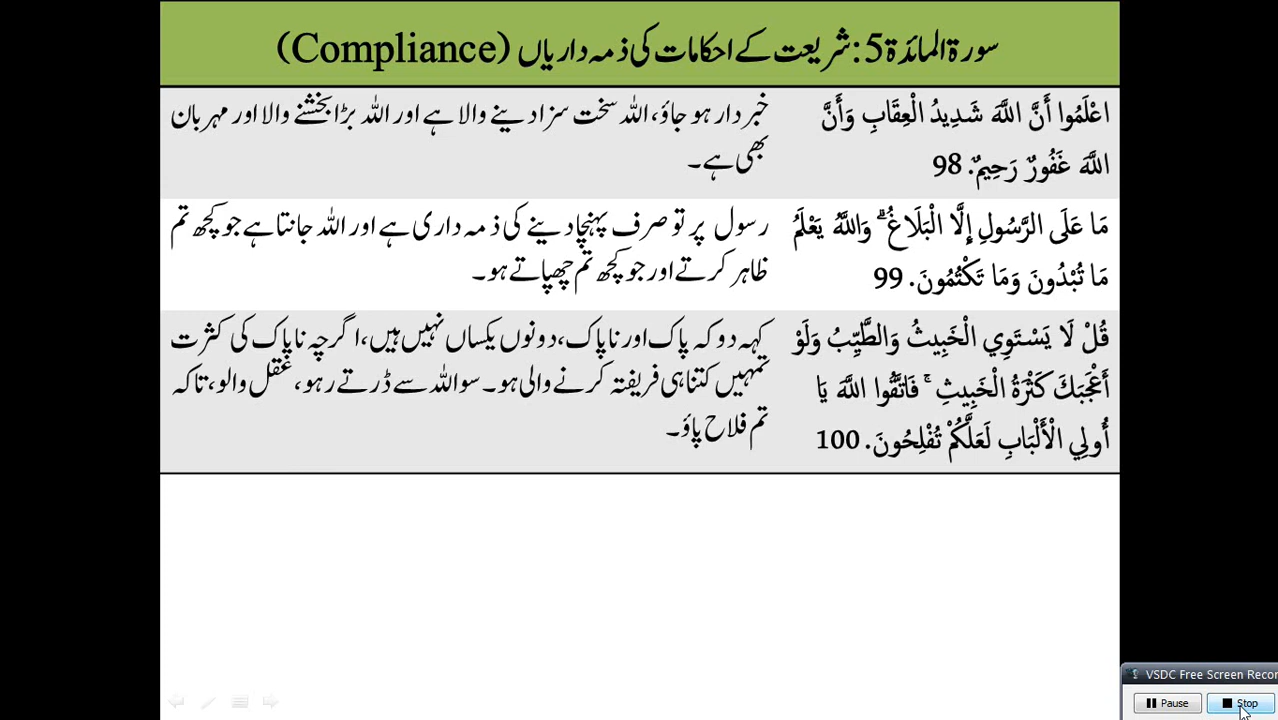 سورۃ المائدۃ 5: شریعت کے احکامات کی ذمہ داریاں (Compliance)
اعْلَمُوا أَنَّ اللَّهَ شَدِيدُ الْعِقَابِ وَأَنَّ
اللَّهَ غَفُورٌ رَحِيمٌ. 98
خبر دار ہو جاؤ، اللہ سخت سزا دینے والا ہے اور اللہ بڑا بخشنے والا اور مہربان
بھی ہے۔
مَا عَلَى الرَّسُولِ إِلَّا الْبَلَاغُ ۗ وَاللَّهُ يَعْلَمُ
مَا تُبْدُونَ وَمَا تَكْتُمُونَ. 99
رسول پر تو صرف پہنچا دینے کی ذمہ داری ہے اور اللہ جانتا ہے جو کچھ تم
ظاہر کرتے اور جو کچھ تم چھپاتے ہو۔
قُلْ لَا يَسْتَوِي الْخَبِيثُ وَالطَّيِّبُ وَلَوْ
أَعْجَبَكَ كَثْرَةُ الْخَبِيثِ ۚ فَاتَّقُوا اللَّهَ يَا
أُولِي الْأَلْبَابِ لَعَلَّكُمْ تُفْلِحُونَ. 100
کہہ دو کہ پاک اور ناپاک، دونوں یکساں نہیں ہیں، اگرچہ ناپاک کی کثرت
تمہیں کتنا ہی فریفتہ کرنے والی ہو۔ سو اللہ سے ڈرتے رہو، عقل والو، تاکہ
تم فلاح پاؤ۔
VSDC Free Screen Recor
Pause
Stop